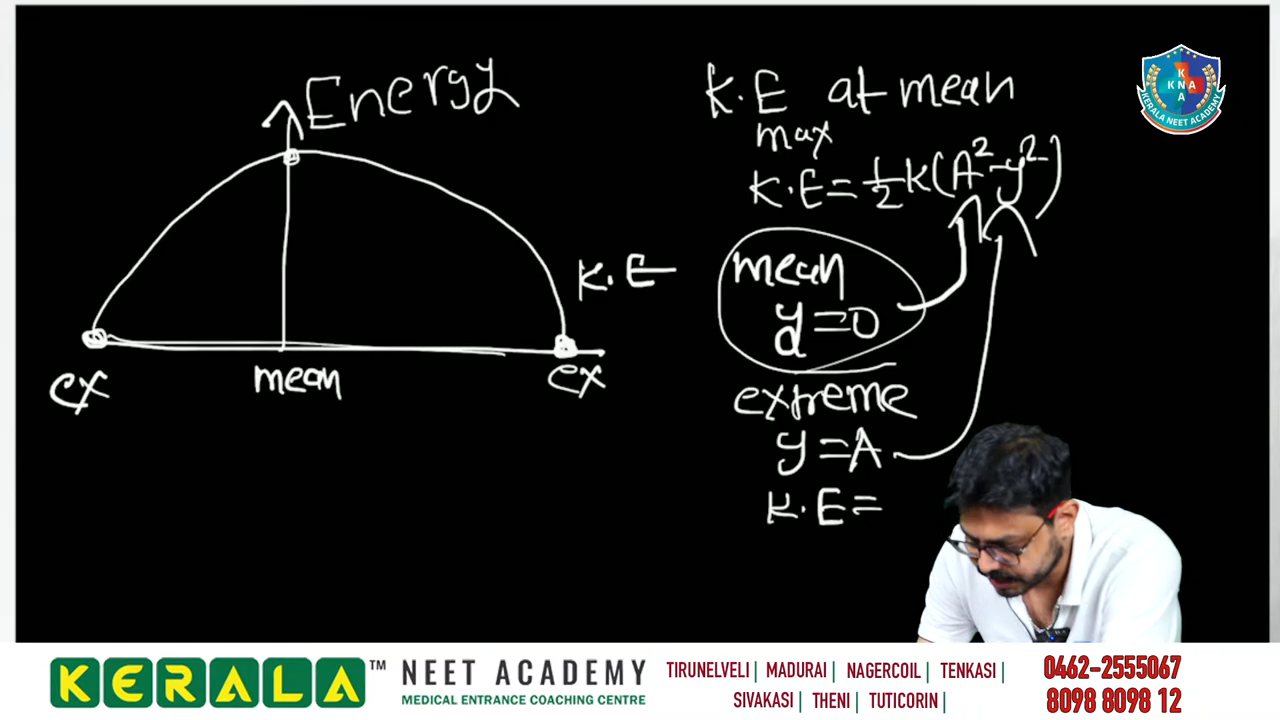 Energy
K.E
ex
mean
ex
K.E at mean
max
K.E = 1/2 K(A²-y²)
mean
y=0
extreme
y=A
K.E=
KNA
KERALA NEET ACADEMY
KERALA™
NEET ACADEMY
MEDICAL ENTRANCE COACHING CENTRE
TIRUNELVELI | MADURAI | NAGERCOIL | TENKASI |
SIVAKASI | THENI | TUTICORIN |
0462-2555067
8098 8098 12